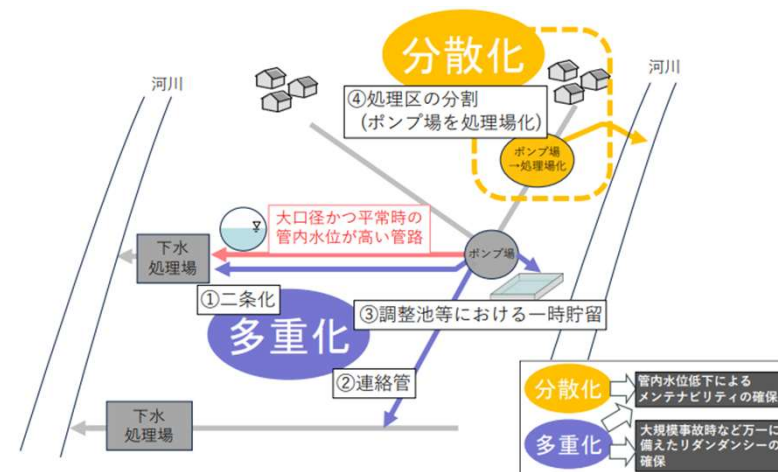 分散化
河川
河川
④処理区の分割
(ポンプ場を処理場化)
ポンプ場
→処理場化
大口径かつ平常時の
管内水位が高い管路
下水
処理場
ポンプ場
①二条化
多重化
③調整池等における一時貯留
②連絡管
下水
処理場
分散化
管内水位低下による
メンテナビリティの確保
多重化
大規模事故時など万一に
備えたリダンダンシーの
確保